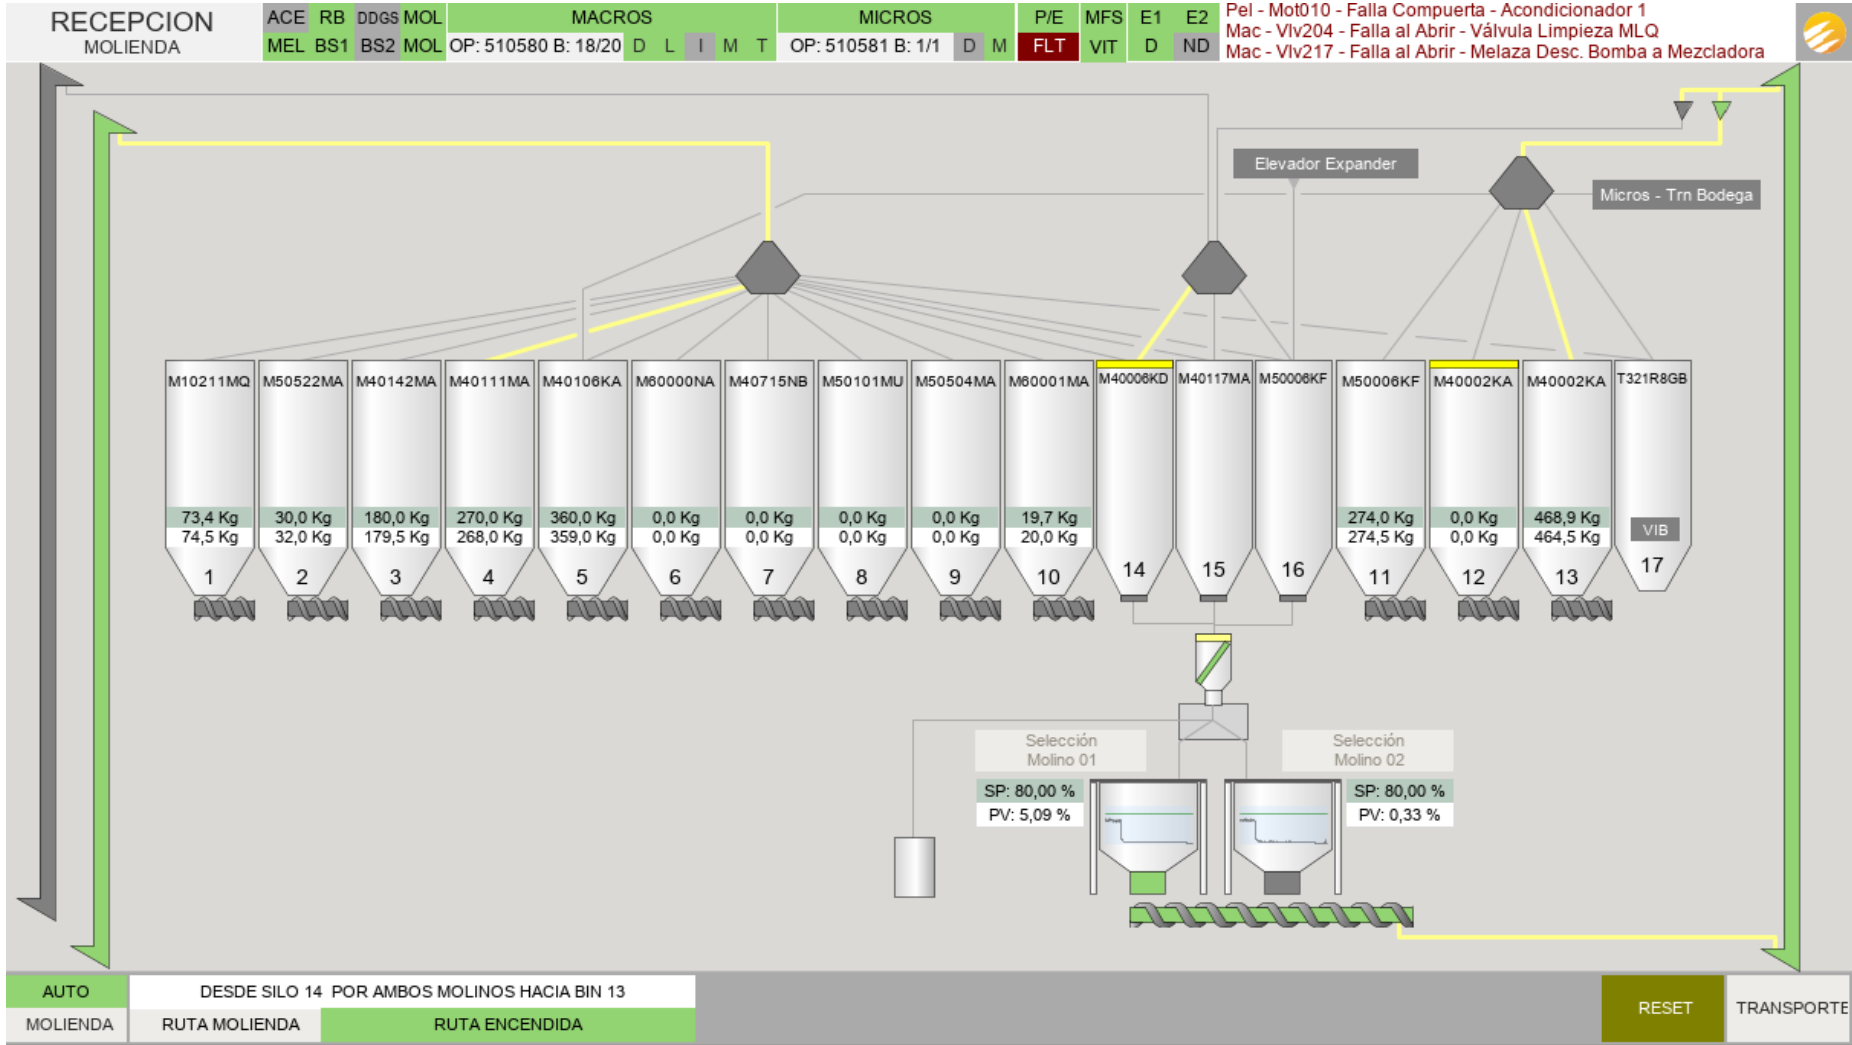 RECEPCION
MOLIENDA
ACE RB DDGS MOL MACROS MICROS P/E MFS E1 E2
MEL BS1 BS2 MOL OP: 510580 B: 18/20 D L I M T OP: 510581 B: 1/1 D M FLT VIT D ND
Pel - Mot010 - Falla Compuerta - Acondicionador 1
Mac - Vlv204 - Falla al Abrir - Válvula Limpieza MLQ
Mac - Vlv217 - Falla al Abrir - Melaza Desc. Bomba a Mezcladora
Elevador Expander
Micros - Trn Bodega
M10211MQ M50522MA M40142MA M40111MA M40106KA M60000NA M40715NB M50101MU M50504MA M60001MA M40006KD M40117MA M50006KF M50006KF M40002KA M40002KA T321R8GB
73,4 Kg 30,0 Kg 180,0 Kg 270,0 Kg 360,0 Kg 0,0 Kg 0,0 Kg 0,0 Kg 0,0 Kg 19,7 Kg 274,0 Kg 0,0 Kg 468,9 Kg
74,5 Kg 32,0 Kg 179,5 Kg 268,0 Kg 359,0 Kg 0,0 Kg 0,0 Kg 0,0 Kg 0,0 Kg 20,0 Kg 274,5 Kg 0,0 Kg 464,5 Kg VIB
1 2 3 4 5 6 7 8 9 10 14 15 16 11 12 13 17
Selección
Molino 01
Selección
Molino 02
SP: 80,00 % SP: 80,00 %
PV: 5,09 % PV: 0,33 %
AUTO DESDE SILO 14 POR AMBOS MOLINOS HACIA BIN 13
MOLIENDA RUTA MOLIENDA RUTA ENCENDIDA
RESET TRANSPORTE